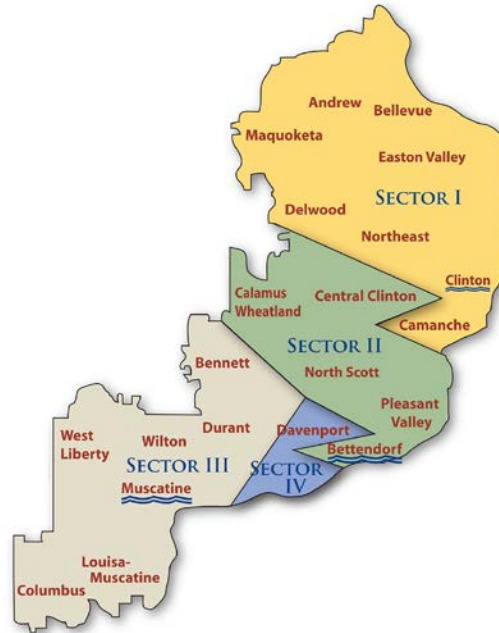 Andrew
Bellevue
Maquoketa
Easton Valley
SECTOR I
Delwood
Northeast
Clinton
Calamus
Wheatland
Central Clinton
Camanche
SECTOR II
Bennett
North Scott
Pleasant
Valley
Durant
Davenport
West
Liberty
Wilton
Bettendorf
SECTOR III
SECTOR
IV
Muscatine
Louisa-
Muscatine
Columbus